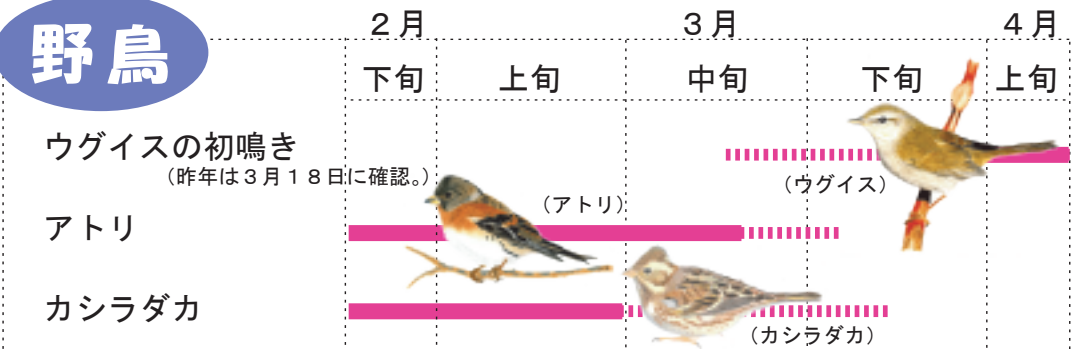 野鳥
2月 3月 4月
下旬 上旬 中旬 下旬 上旬
ウグイスの初鳴き
（昨年は３月１８日に確認。）
（ウグイス）
（アトリ）
アトリ
カシラダカ
（カシラダカ）